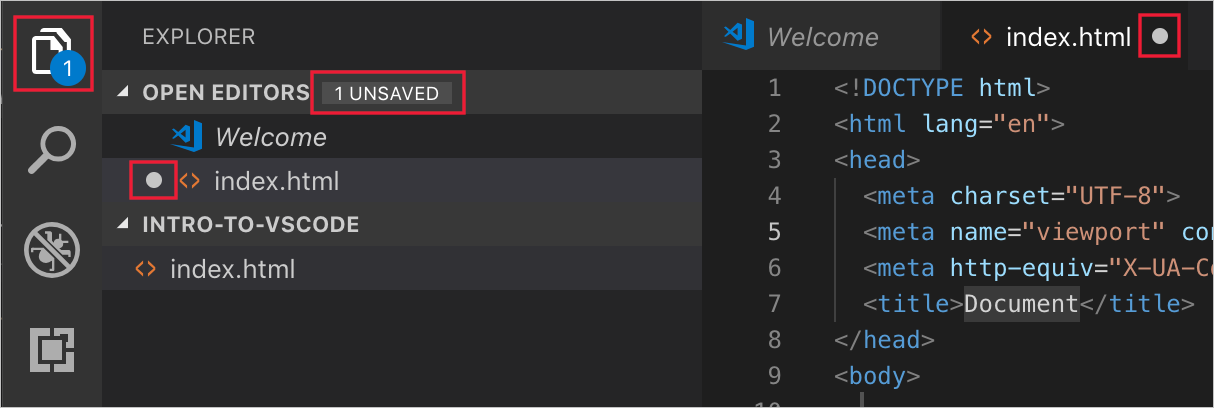 1
EXPLORER
OPEN EDITORS 1 UNSAVED
Welcome
index.html
INTRO-TO-VSCODE
index.html
Welcome index.html
1 <!DOCTYPE html>
2 <html lang="en">
3 <head>
4 <meta charset="UTF-8">
5 <meta name="viewport"
6 <meta http-equiv="X-UA-
7 <title>Document</title>
8 </head>
9 <body>
10